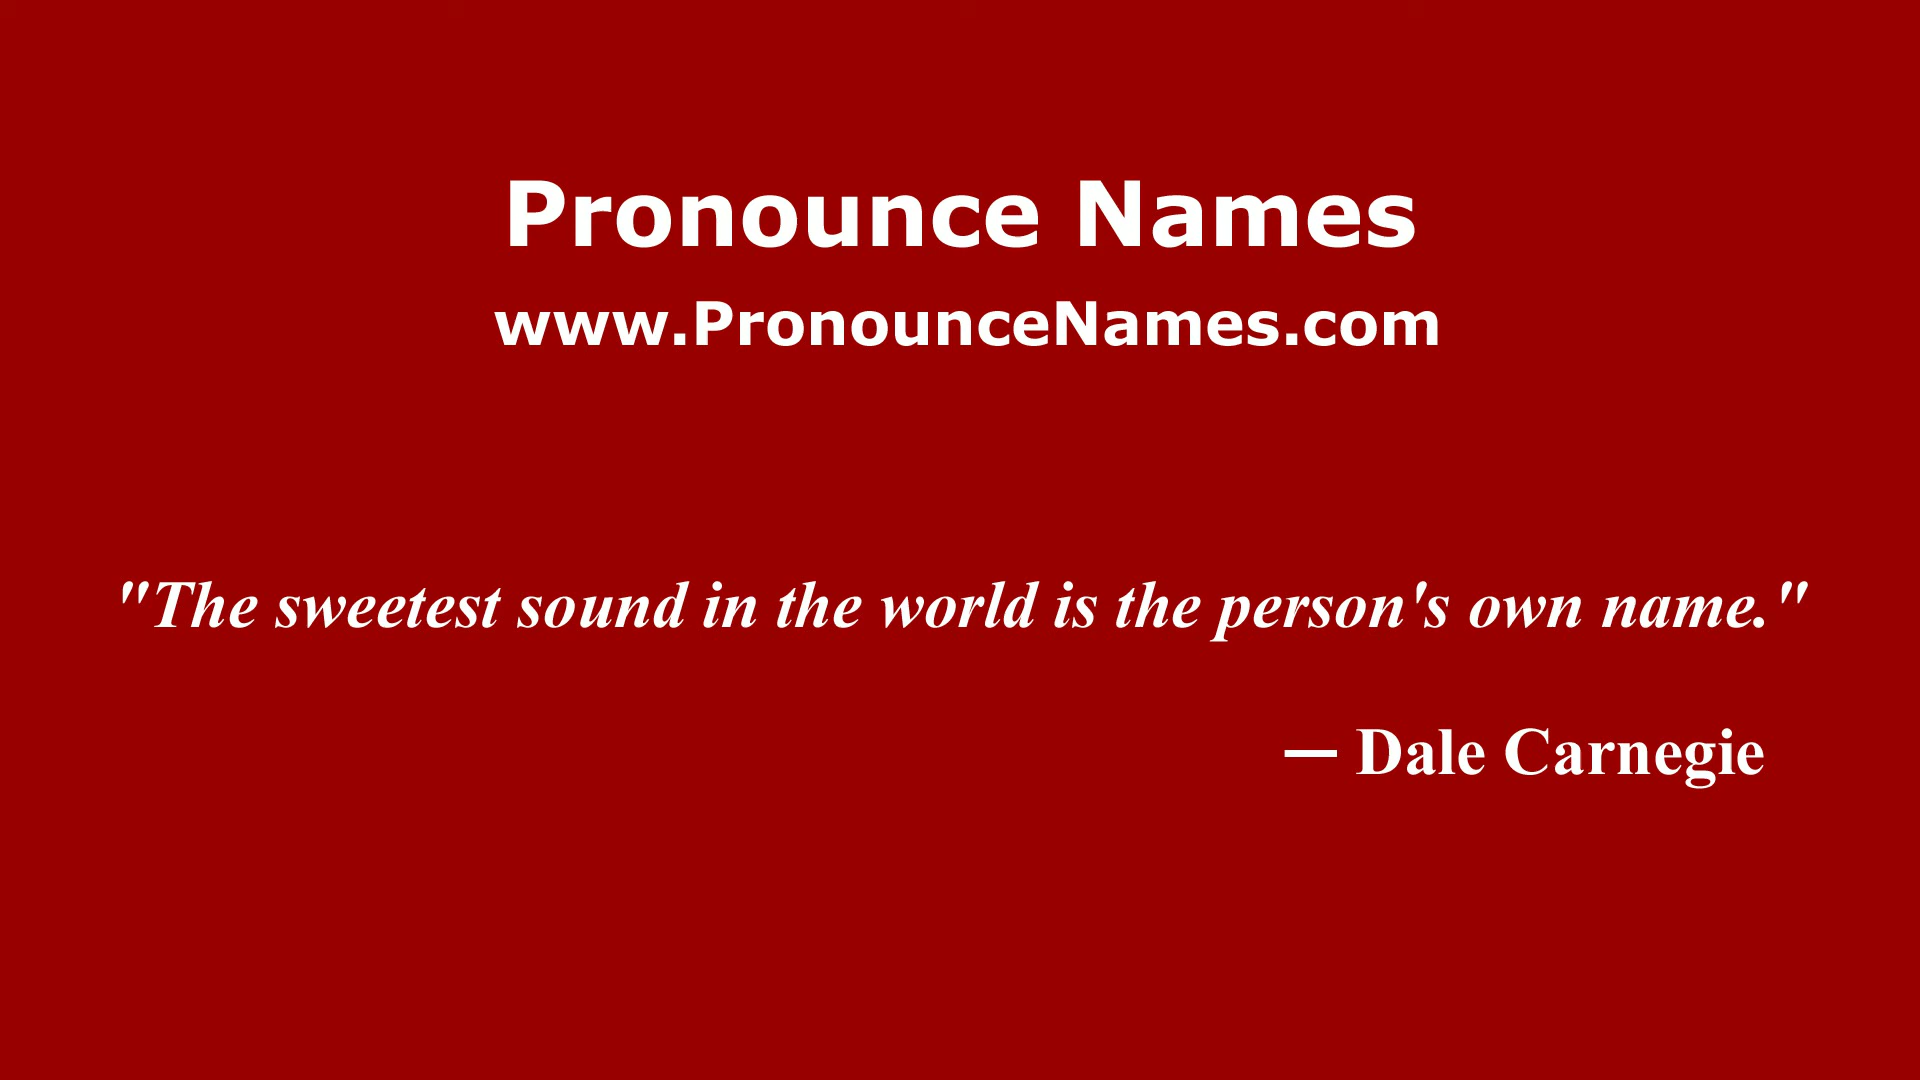 Pronounce Names
www.PronounceNames.com
"The sweetest sound in the world is the person's own name."
— Dale Carnegie